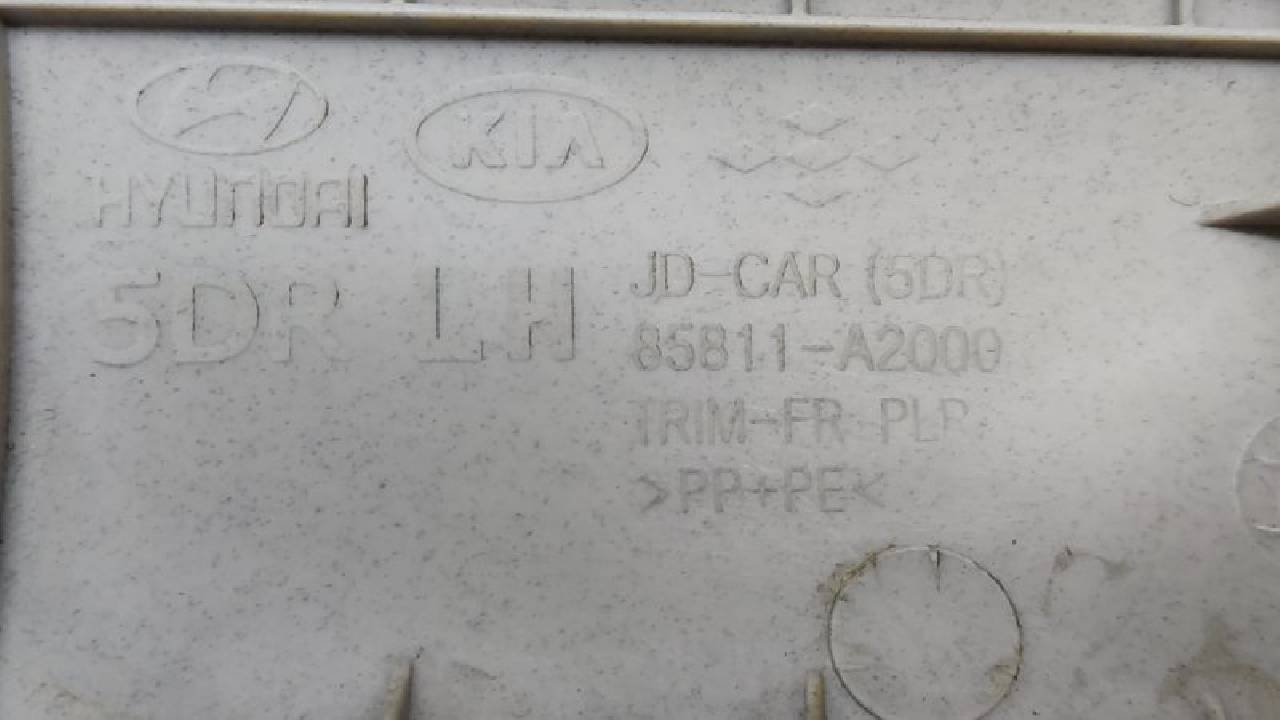 HYUNDAI
KIA
5DR LH
JD-CAR (5DR)
85811-A2000
TRIM-FR PLR
>PP+PE<